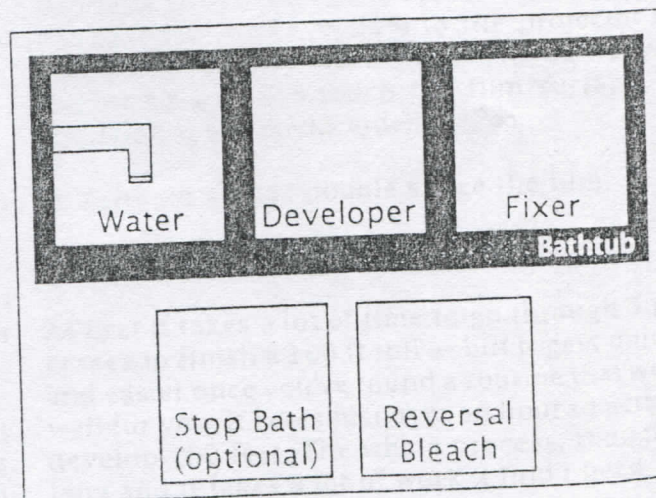 Water
Developer
Fixer
Bathtub
Stop Bath
(optional)
Reversal
Bleach